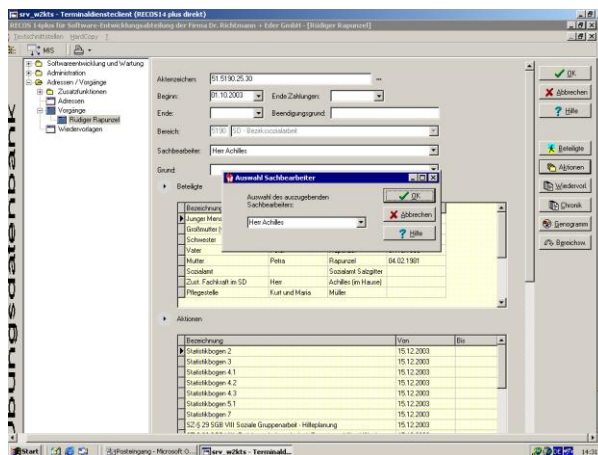 srv_w2kts - Terminaldienstclient (RECOS14 plus direkt)
RECOS 14plus für Software-Entwicklungsabteilung der Firma Dr. Richtmann + Eder GmbH - [Rüdiger Rapunzel]
Textschnittstellen HardCopy ?
MIS
Softwareentwicklung und Wartung
Administration
Adressen / Vorgänge
Zusatzfunktionen
Adressen
Vorgänge
Rüdiger Rapunzel
Wiedervorlagen
Übungsdatenbank
Aktenzeichen: 51.5190.25.30 ...
Beginn: 01.10.2003 Ende Zahlungen:
Ende: Beendigungsgrund
Bereich: 5190 SD - Bezirkssozialarbeit
Sachbearbeiter: Herr Achilles
Grund:
Beteiligte
Auswahl Sachbearbeiter
Auswahl des auszugebenden
Sachbearbeiters:
Herr Achilles
OK
Abbrechen
Hilfe
Bezeichnung
Junger Mens
Großmutter
Schwester
Vater
Mutter Petra Rapunzel 04.02.1981
Sozialamt Sozialamt Salzgitter
Zust. Fachkraft im SD Herr Achilles (im Hause)
Pflegestelle Kurt und Maria Müller
Aktionen
Bezeichnung Von Bis
Statistikbogen 2 15.12.2003
Statistikbogen 3 15.12.2003
Statistikbogen 4.1 15.12.2003
Statistikbogen 4.2 15.12.2003
Statistikbogen 4.3 15.12.2003
Statistikbogen 5.1 15.12.2003
Statistikbogen 7 15.12.2003
SZ-§ 29 SGB VIII Soziale Gruppenarbeit - Hilfeplanung 15.12.2003
OK
Abbrechen
Hilfe
Beteiligte
Aktionen
Wiedervorl.
Chronik
Genogramm
Bereichsw.
Start
Posteingang - Microsoft O...
srv_w2kts - Terminald...
14:31